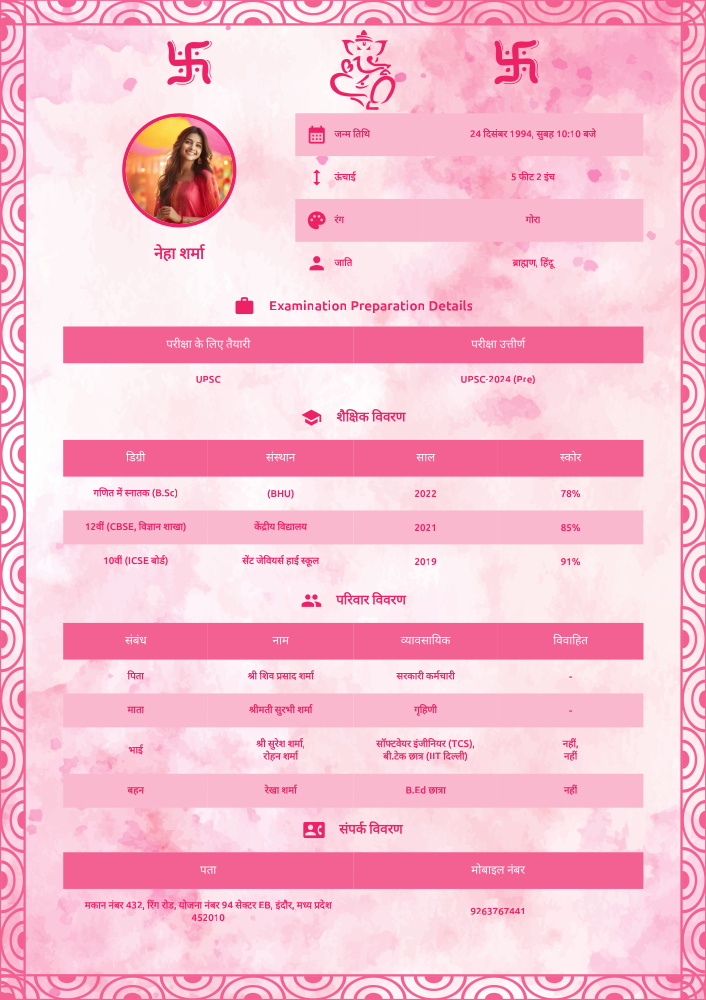 जन्म तिथि 24 दिसंबर 1994, सुबह 10:10 बजे
ऊंचाई 5 फीट 2 इंच
रंग गोरा
नेहा शर्मा
जाति ब्राह्मण, हिंदू
Examination Preparation Details
परीक्षा के लिए तैयारी परीक्षा उत्तीर्ण
UPSC UPSC-2024 (Pre)
शैक्षिक विवरण
डिग्री संस्थान साल स्कोर
गणित में स्नातक (B.Sc) (BHU) 2022 78%
12वीं (CBSE, विज्ञान शाखा) केंद्रीय विद्यालय 2021 85%
10वीं (ICSE बोर्ड) सेंट जेवियर्स हाई स्कूल 2019 91%
परिवार विवरण
संबंध नाम व्यावसायिक विवाहित
पिता श्री शिव प्रसाद शर्मा सरकारी कर्मचारी -
माता श्रीमती सुरभी शर्मा गृहिणी -
भाई श्री सुरेश शर्मा, सॉफ्टवेयर इंजीनियर (TCS), नहीं,
रोहन शर्मा बी.टेक छात्र (IIT दिल्ली) नहीं
बहन रेखा शर्मा B.Ed छात्रा नहीं
संपर्क विवरण
पता मोबाइल नंबर
मकान नंबर 432, रिंग रोड, योजना नंबर 94 सेक्टर EB, इंदौर, मध्य प्रदेश
452010
9263767441